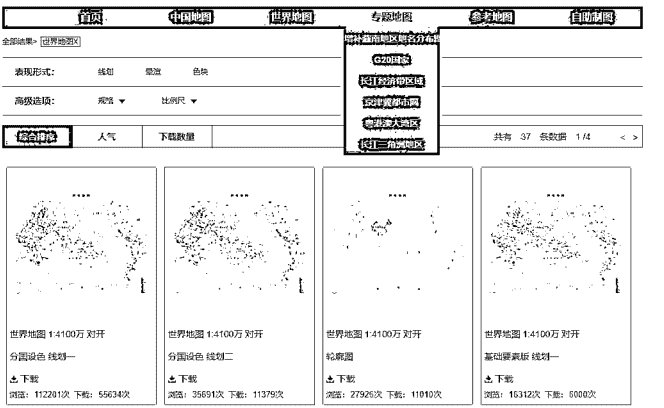 首页 中国地图 世界地图 专题地图 参考地图 自助制图
全部结果> 世界地图X
G20国家
长江经济带区域
京津冀都市圈
粤港澳大湾区
长江三角洲地区
表现形式: 线划 晕渲 色块
高级选项: 规格 比例尺
综合排序 人气 下载数量 共有 37 条数据 1/4 < >
世界地图 1:4100万 对开
分国设色 线划一
下载
浏览: 112201次 下载: 55634次
世界地图 1:4100万 对开
分国设色 线划二
下载
浏览: 35691次 下载: 11379次
世界地图 1:4100万 对开
轮廓图
下载
浏览: 27926次 下载: 11010次
世界地图 1:4100万 对开
基础要素版 线划一
下载
浏览: 16312次 下载: 6000次